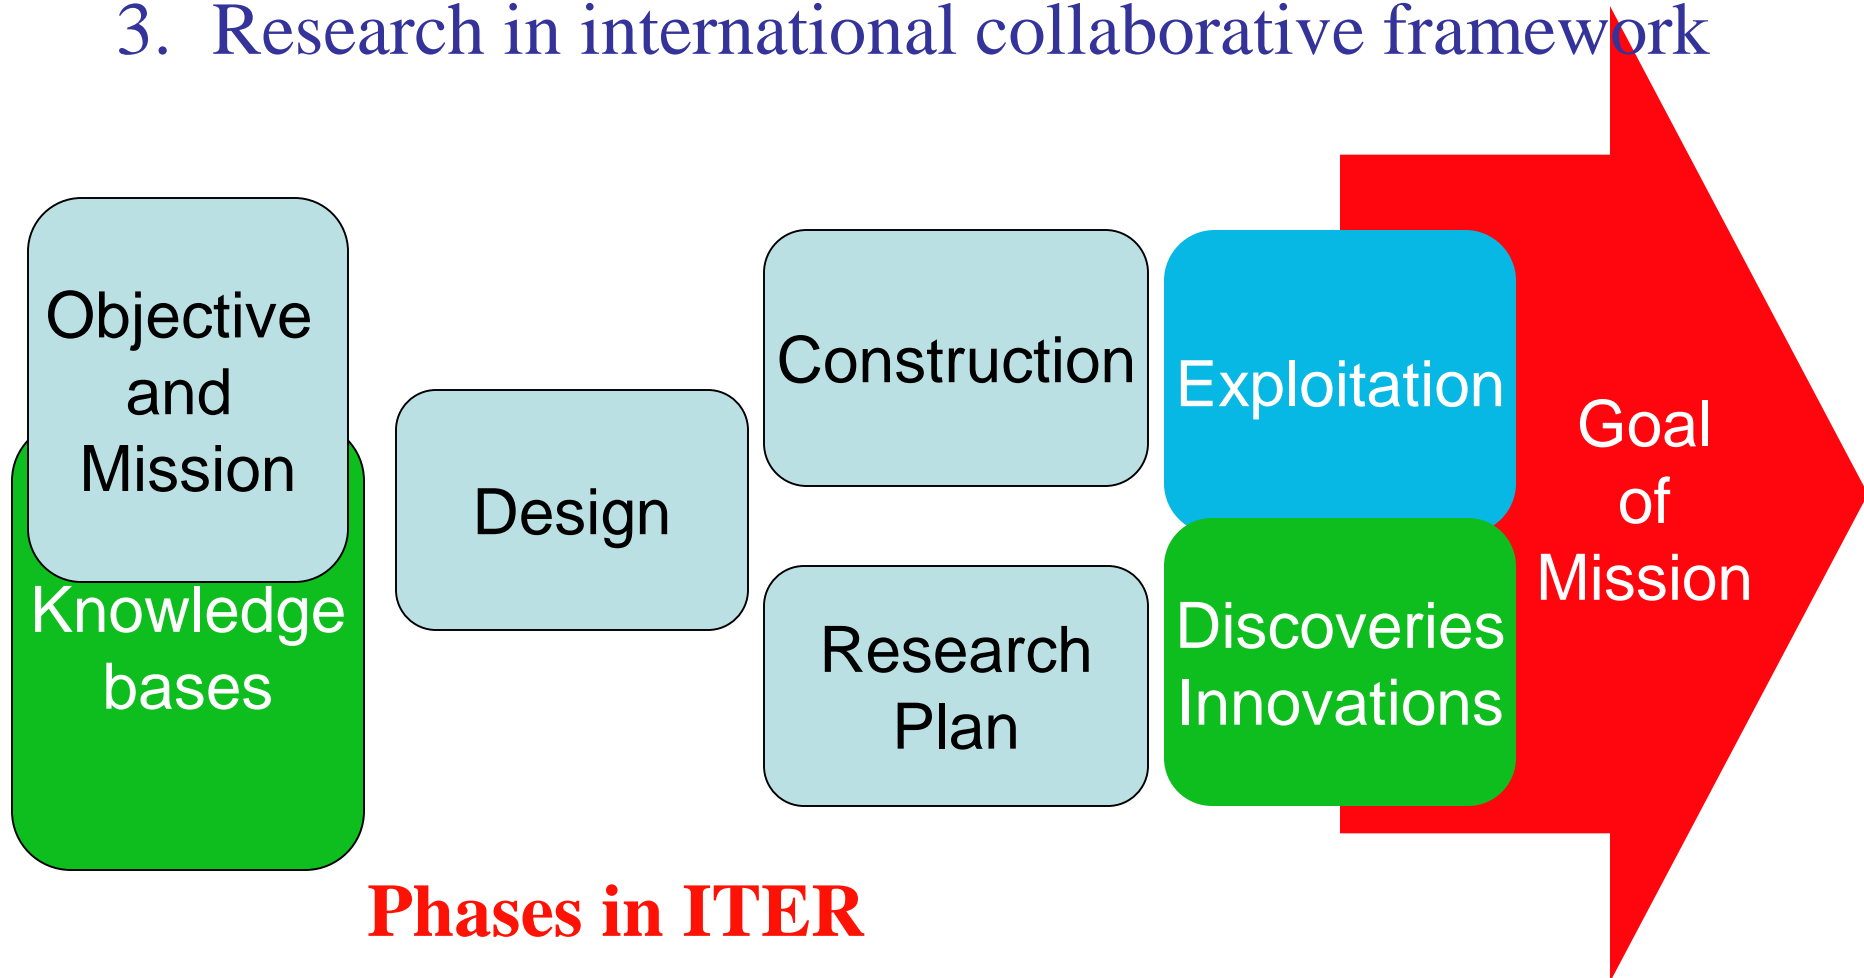 3. Research in international collaborative framework
Objective
and
Mission
Knowledge
bases
Design
Construction
Research
Plan
Exploitation
Discoveries
Innovations
Goal
of
Mission
Phases in ITER